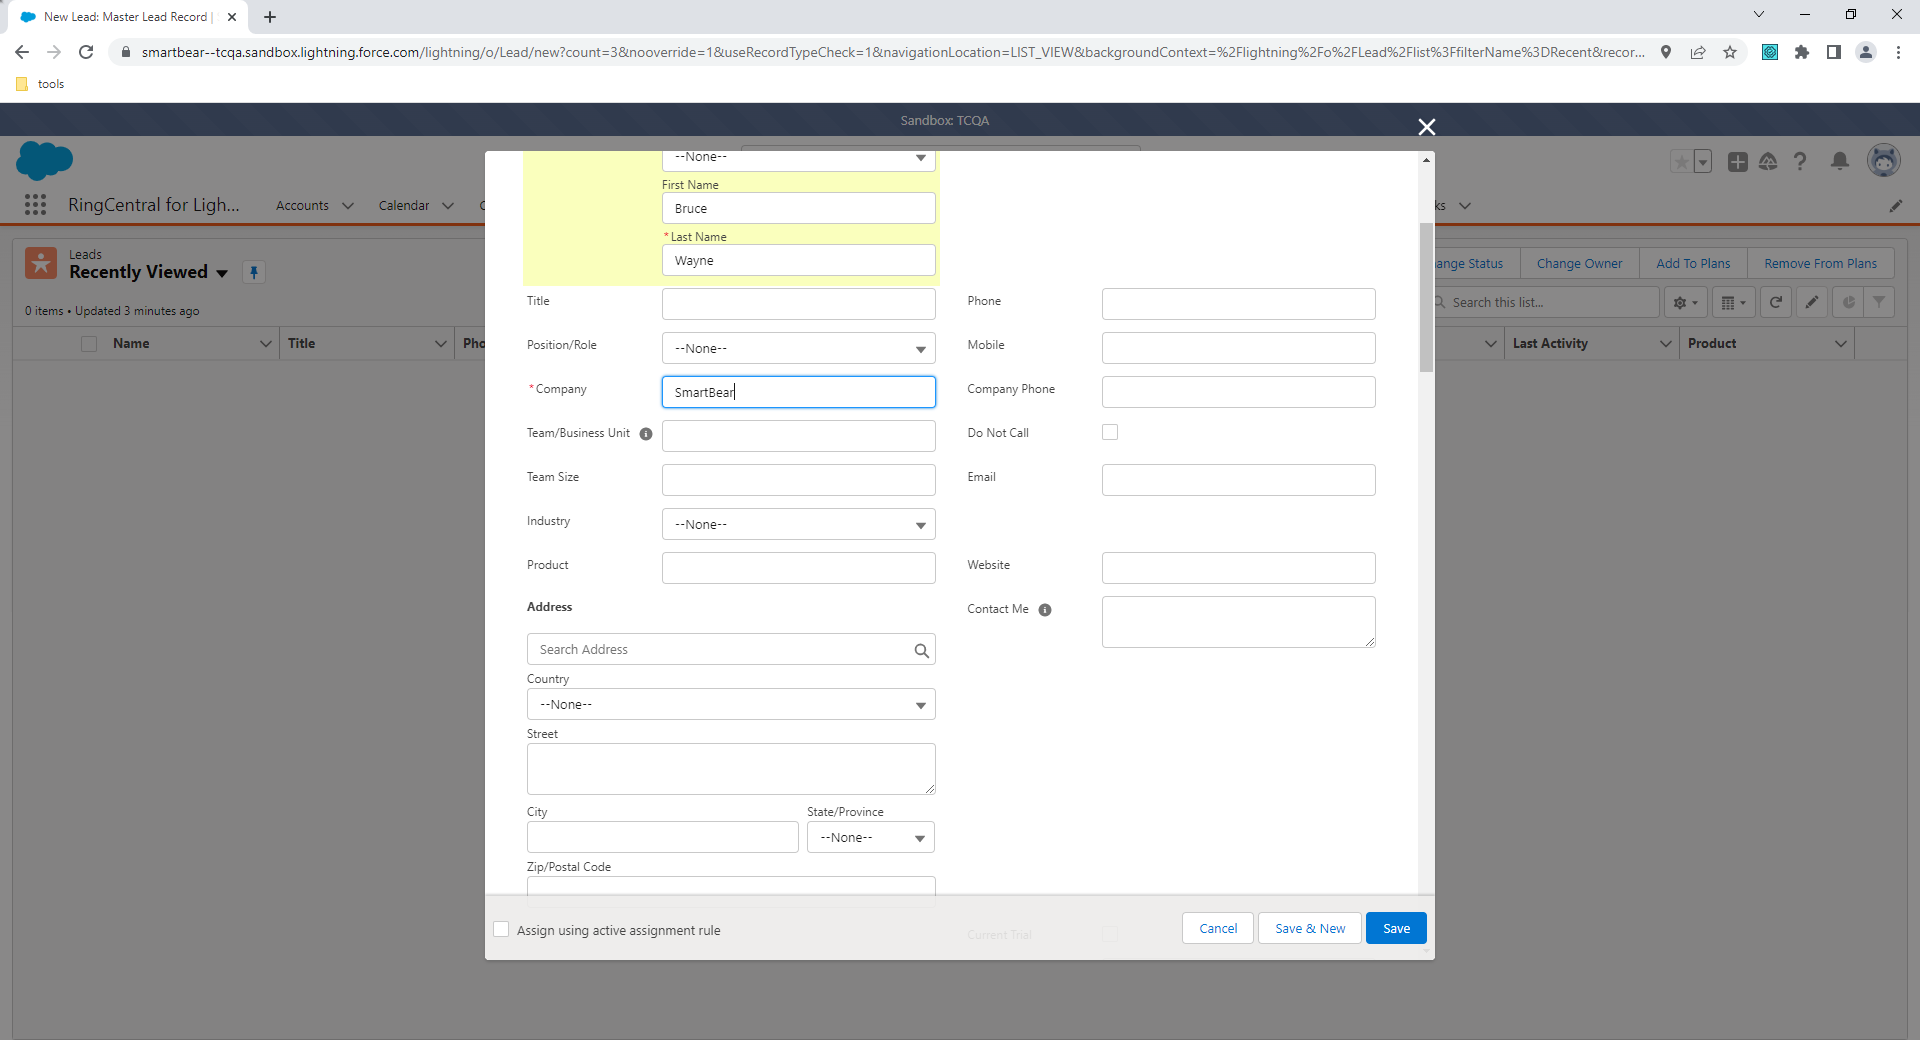 New Lead: Master Lead Record |
smartbear--tcqa.sandbox.lightning.force.com/lightning/o/Lead/new?count=3&nooverride=1&useRecordTypeCheck=1&navigationLocation=LIST_VIEW&backgroundContext=%2Flightning%2Fo%2FLead%2Flist%3FfilterName%3DRecent&recor...
tools
Sandbox: TCQA
RingCentral for Ligh...
Accounts
Calendar
ks
Leads
Recently Viewed
0 items • Updated 3 minutes ago
ange Status
Change Owner
Add To Plans
Remove From Plans
Search this list...
Name
Title
Pho
Last Activity
Product
--None--
First Name
Bruce
*Last Name
Wayne
Title
Phone
Position/Role
--None--
Mobile
*Company
SmartBear
Company Phone
Team/Business Unit
Do Not Call
Team Size
Email
Industry
--None--
Product
Website
Address
Contact Me
Search Address
Country
--None--
Street
City
State/Province
--None--
Zip/Postal Code
Current Trial
Assign using active assignment rule
Cancel
Save & New
Save